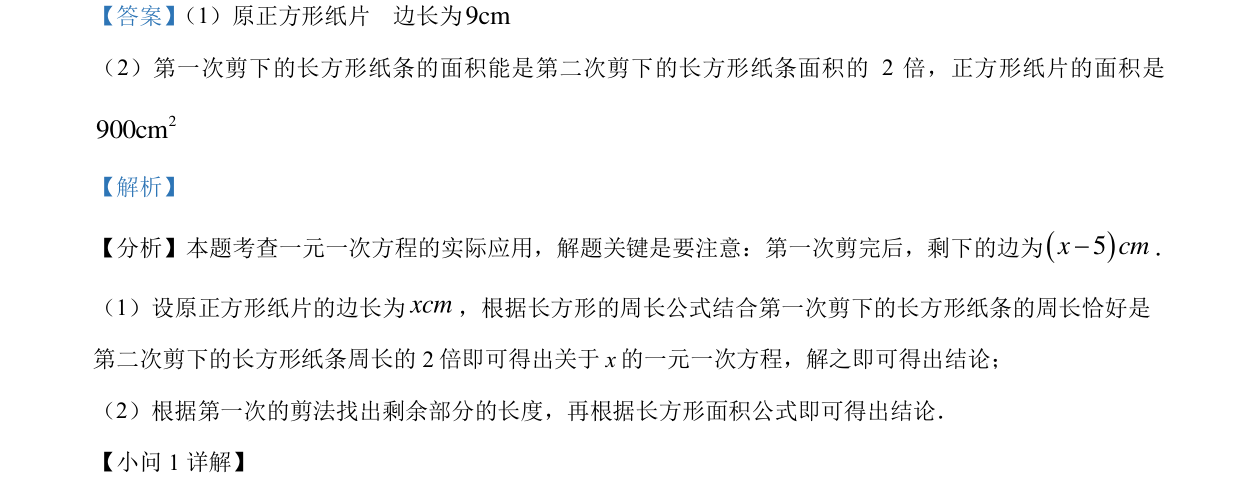 【答案】（1）原正方形纸片　边长为9cm
（2）第一次剪下的长方形纸条的面积能是第二次剪下的长方形纸条面积的 2 倍，正方形纸片的面积是
900cm²
【解析】
【分析】本题考查一元一次方程的实际应用，解题关键是要注意：第一次剪完后，剩下的边为(x−5)cm．
（1）设原正方形纸片的边长为xcm，根据长方形的周长公式结合第一次剪下的长方形纸条的周长恰好是
第二次剪下的长方形纸条周长的 2 倍即可得出关于 x 的一元一次方程，解之即可得出结论；
（2）根据第一次的剪法找出剩余部分的长度，再根据长方形面积公式即可得出结论．
【小问 1 详解】